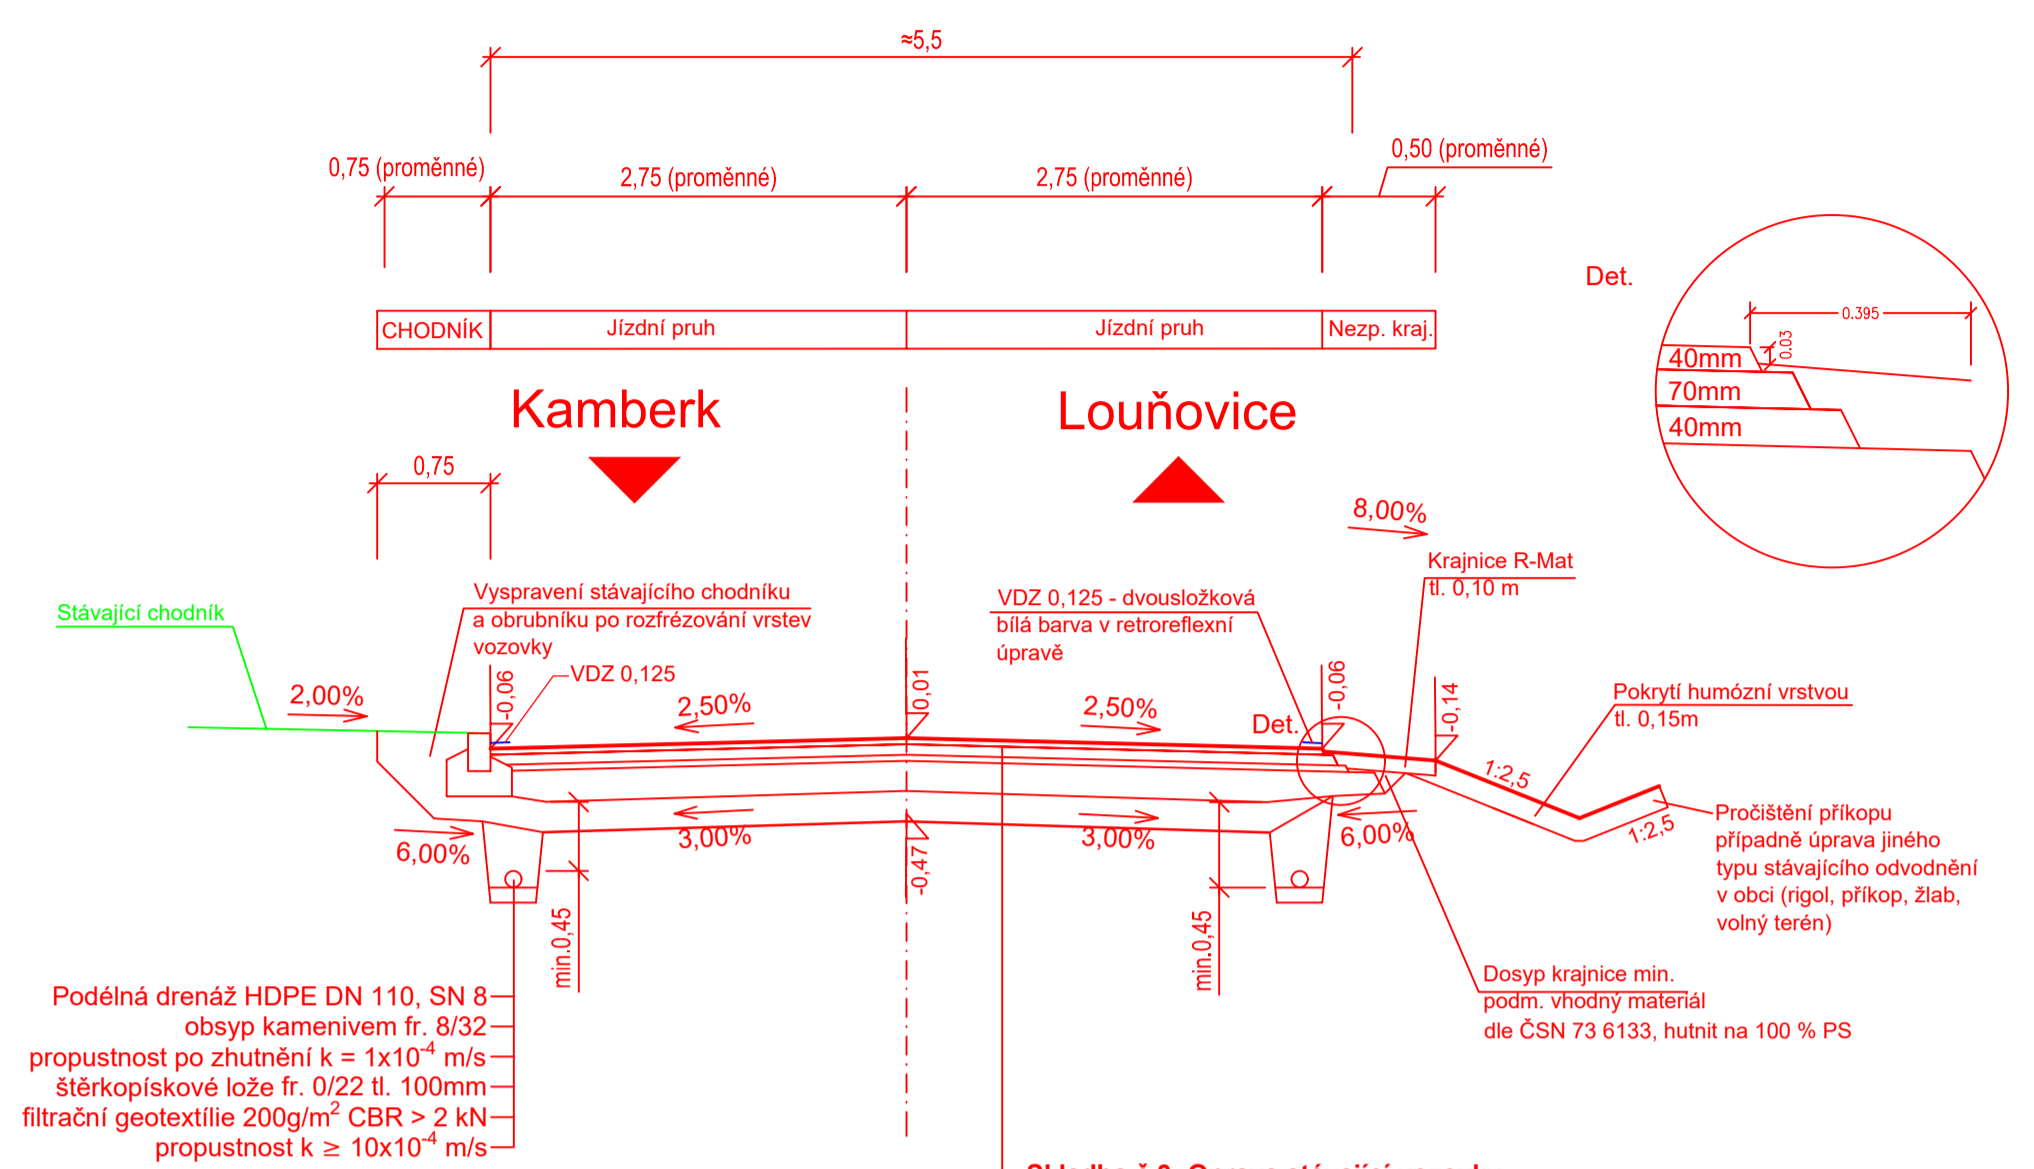 ≈5,5
0,75 (proměnné)
2,75 (proměnné)
2,75 (proměnné)
0,50 (proměnné)
CHODNÍK
Jízdní pruh
Jízdní pruh
Nezp. kraj.
Det.
0.395
0.03
40mm
70mm
40mm
Kamberk
Louňovice
0,75
8,00%
Krajnice R-Mat
tl. 0,10 m
Stávající chodník
Vyspravení stávajícího chodníku
a obrubníku po rozfrézování vrstev
vozovky
VDZ 0,125
VDZ 0,125 - dvousložková
bílá barva v retroreflexní
úpravě
2,00%
-0,06
2,50%
0,01
2,50%
Det.
-0,06
-0,14
Pokrytí humózní vrstvou
tl. 0,15m
1:2,5
1:2,5
Pročištění příkopu
případně úprava jiného
typu stávajícího odvodnění
v obci (rigol, příkop, žlab,
volný terén)
6,00%
3,00%
-0,47
3,00%
6,00%
min.0,45
min.0,45
Dosyp krajnice min.
podm. vhodný materiál
dle ČSN 73 6133, hutnit na 100 % PS
Podélná drenáž HDPE DN 110, SN 8
obsyp kamenivem fr. 8/32
propustnost po zhutnění k = 1x10⁻⁴ m/s
štěrkopískové lože fr. 0/22 tl. 100mm
filtrační geotextílie 200g/m² CBR > 2 kN
propustnost k ≥ 10x10⁻⁴ m/s